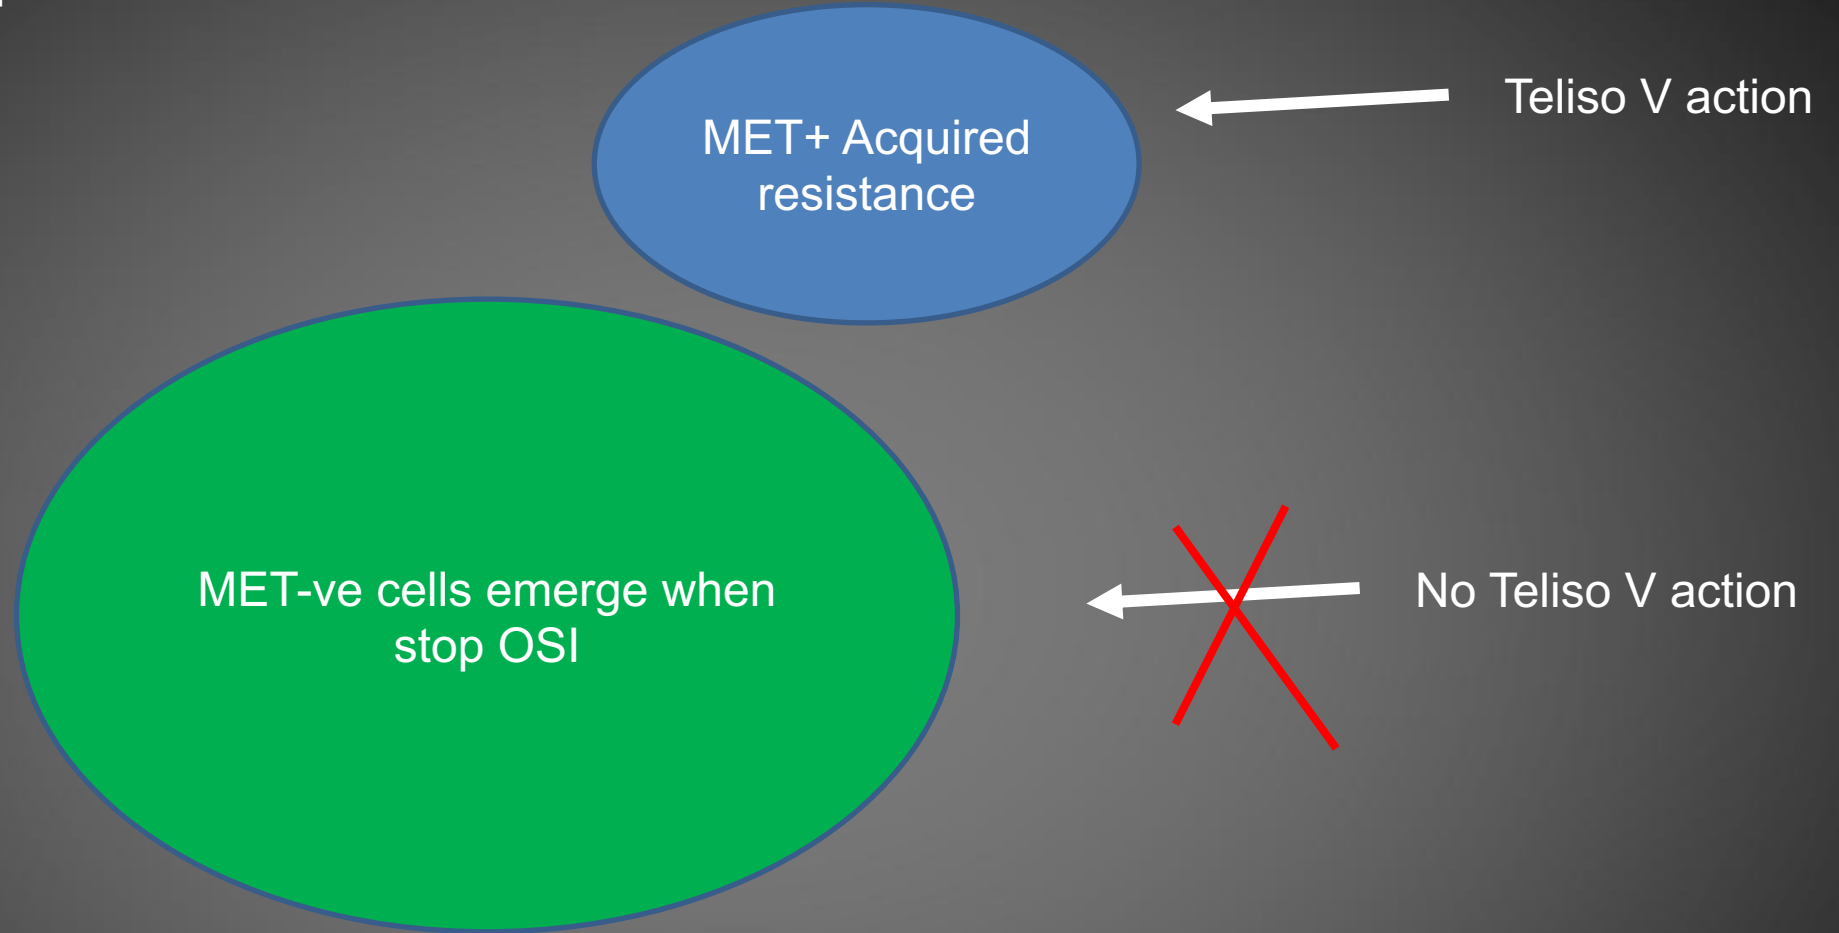 MET+ Acquired
resistance
Teliso V action
MET-ve cells emerge when
stop OSI
No Teliso V action